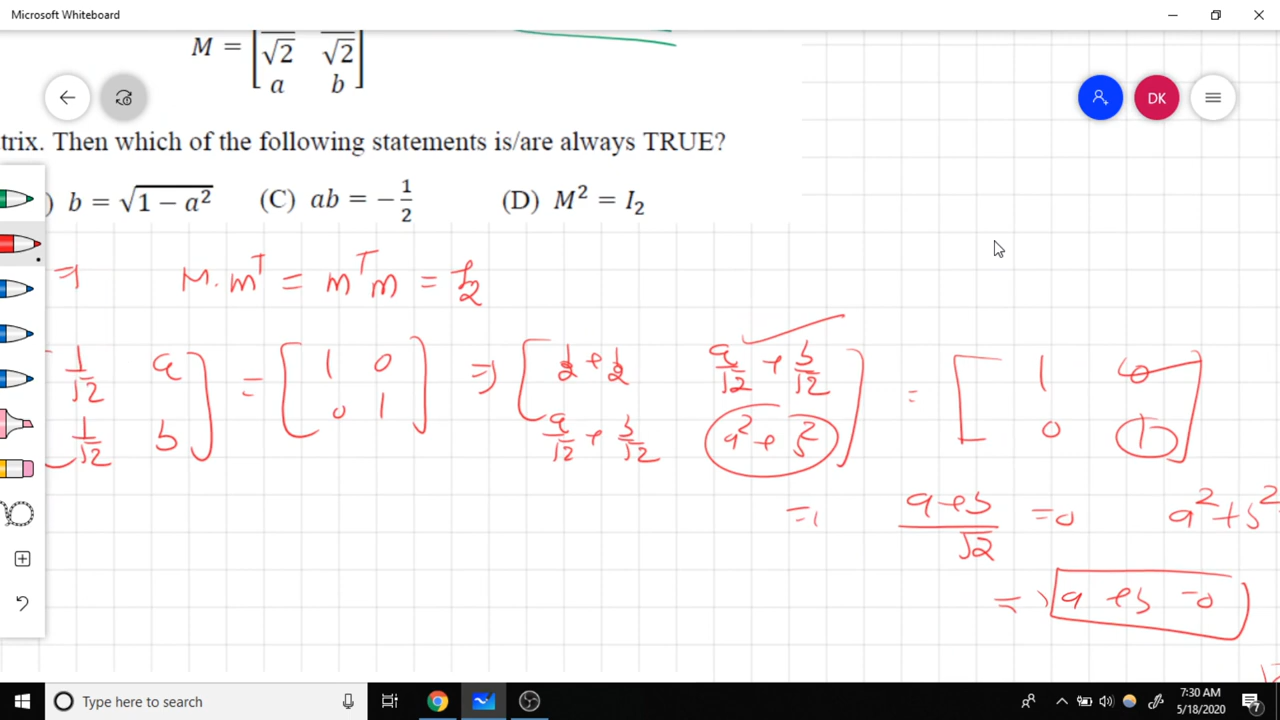 Microsoft Whiteboard
M = [√2 √2
a b]
DK
trix. Then which of the following statements is/are always TRUE?
) b = √1 − a² (C) ab = − 1/2 (D) M² = I₂
⇒ M·Mᵀ = MᵀM = I₂
1/√2 a = [1 0 ⇒ [1/2 + 1/2 a/√2 + b/√2 = [1 0
1/√2 b] 0 1] a/√2 + b/√2 a² + b²] 0 1]
a+b/√2 = 0 a² + b²
⇒ a + b = 0
Type here to search
7:30 AM
5/18/2020
7